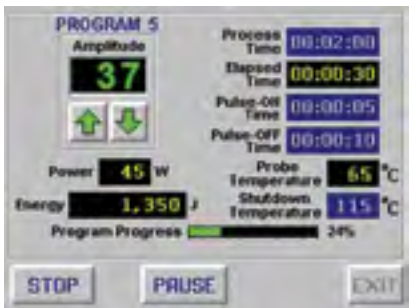 PROGRAM 5
Amplitude
37
Process Time 00:02:00
Elapsed Time 00:00:30
Pulse-ON Time 00:00:05
Pulse-OFF Time 00:00:10
Power 45 W
Probe Temperature 65 °C
Energy 1,350 J
Shutdown Temperature 115 °C
Program Progress 24%
STOP PAUSE EXIT